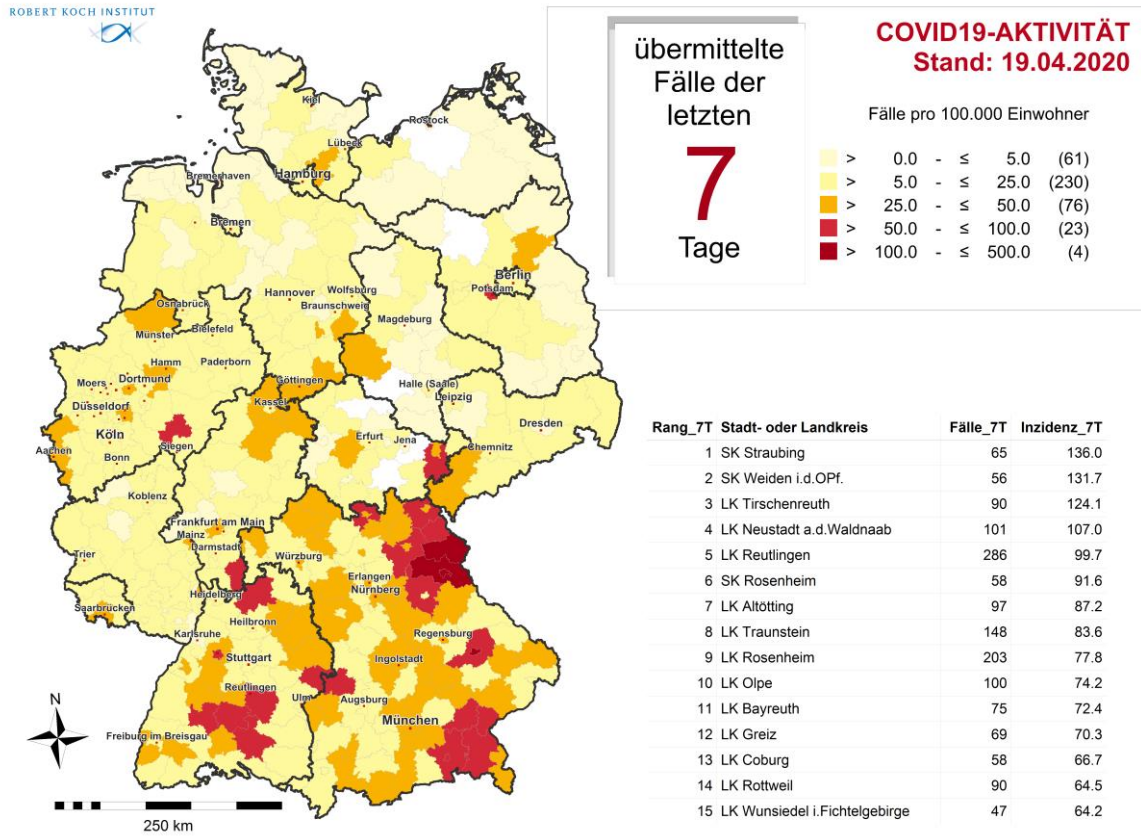 ROBERT KOCH INSTITUT
übermittelte
Fälle der
letzten
7
Tage
COVID19-AKTIVITÄT
Stand: 19.04.2020
Fälle pro 100.000 Einwohner
> 0.0 - ≤ 5.0 (61)
> 5.0 - ≤ 25.0 (230)
> 25.0 - ≤ 50.0 (76)
> 50.0 - ≤ 100.0 (23)
> 100.0 - ≤ 500.0 (4)
Kiel
Rostock
Lübeck
Hamburg
Bremerhaven
Bremen
Berlin
Potsdam
Hannover
Wolfsburg
Braunschweig
Osnabrück
Magdeburg
Bielefeld
Münster
Hamm
Paderborn
Moers
Dortmund
Göttingen
Halle (Saale)
Leipzig
Düsseldorf
Kassel
Dresden
Köln
Erfurt
Jena
Chemnitz
Siegen
Aachen
Bonn
Koblenz
Frankfurt am Main
Mainz
Darmstadt
Würzburg
Trier
Erlangen
Nürnberg
Heidelberg
Saarbrücken
Heilbronn
Karlsruhe
Regensburg
Stuttgart
Ingolstadt
Reutlingen
Ulm
Augsburg
München
Freiburg im Breisgau
N
250 km
Rang_7T Stadt- oder Landkreis Fälle_7T Inzidenz_7T
1 SK Straubing 65 136.0
2 SK Weiden i.d.OPf. 56 131.7
3 LK Tirschenreuth 90 124.1
4 LK Neustadt a.d.Waldnaab 101 107.0
5 LK Reutlingen 286 99.7
6 SK Rosenheim 58 91.6
7 LK Altötting 97 87.2
8 LK Traunstein 148 83.6
9 LK Rosenheim 203 77.8
10 LK Olpe 100 74.2
11 LK Bayreuth 75 72.4
12 LK Greiz 69 70.3
13 LK Coburg 58 66.7
14 LK Rottweil 90 64.5
15 LK Wunsiedel i.Fichtelgebirge 47 64.2